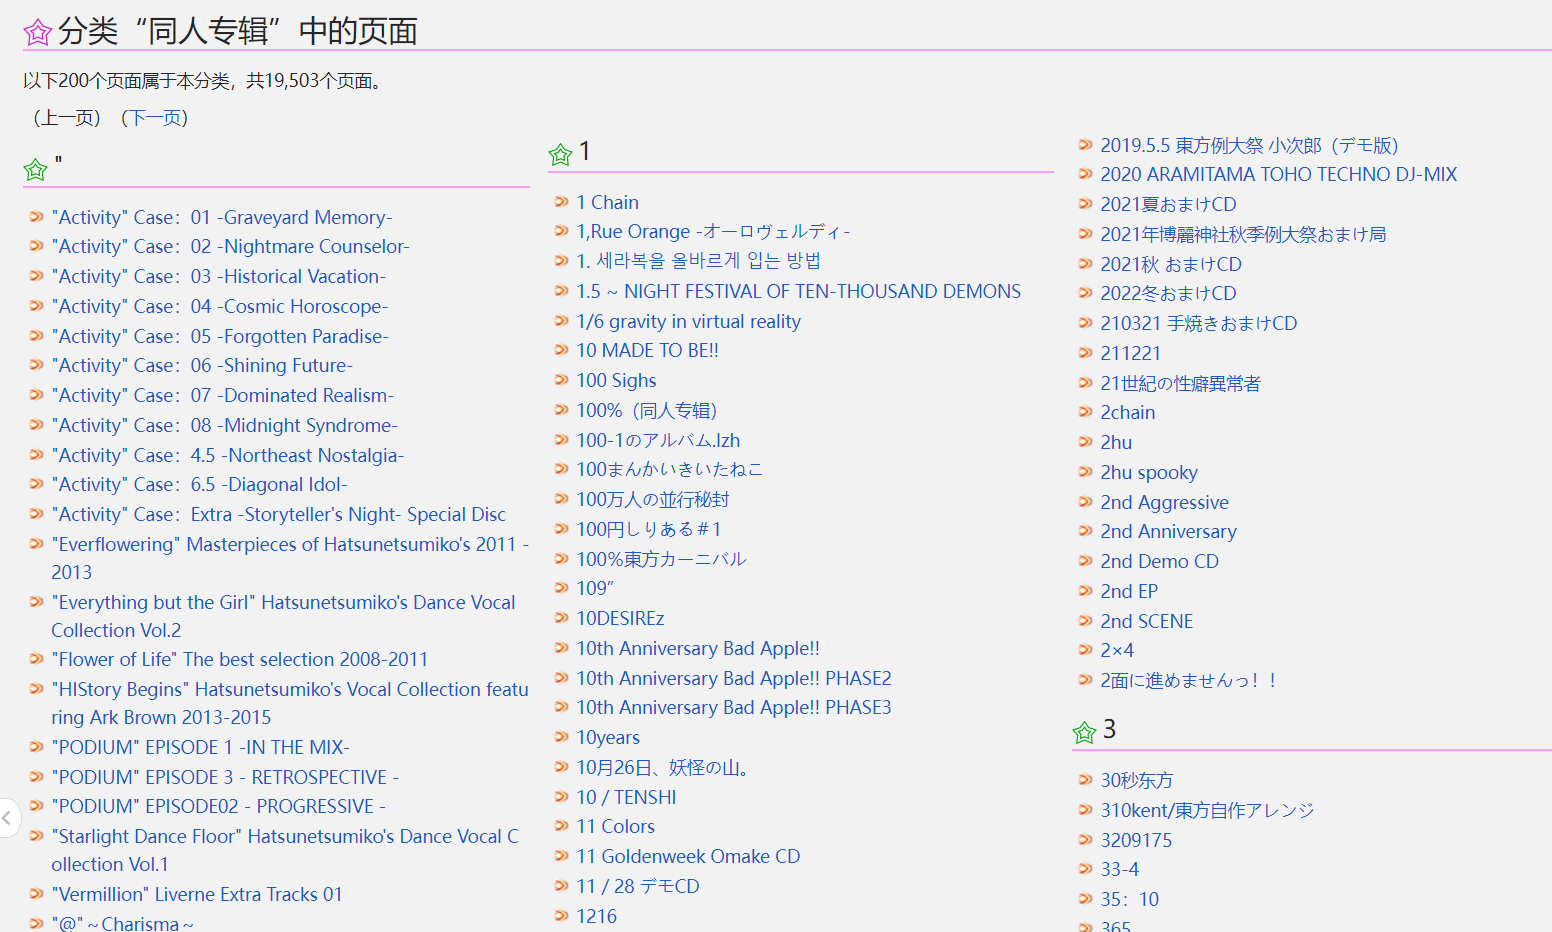 分类“同人专辑”中的页面
以下200个页面属于本分类，共19,503个页面。
（上一页）（下一页）
"
"Activity" Case：01 -Graveyard Memory-
"Activity" Case：02 -Nightmare Counselor-
"Activity" Case：03 -Historical Vacation-
"Activity" Case：04 -Cosmic Horoscope-
"Activity" Case：05 -Forgotten Paradise-
"Activity" Case：06 -Shining Future-
"Activity" Case：07 -Dominated Realism-
"Activity" Case：08 -Midnight Syndrome-
"Activity" Case：4.5 -Northeast Nostalgia-
"Activity" Case：6.5 -Diagonal Idol-
"Activity" Case：Extra -Storyteller's Night- Special Disc
"Everflowering" Masterpieces of Hatsunetsumiko's 2011 -
2013
"Everything but the Girl" Hatsunetsumiko's Dance Vocal
Collection Vol.2
"Flower of Life" The best selection 2008-2011
"HIStory Begins" Hatsunetsumiko's Vocal Collection featu
ring Ark Brown 2013-2015
"PODIUM" EPISODE 1 -IN THE MIX-
"PODIUM" EPISODE 3 - RETROSPECTIVE -
"PODIUM" EPISODE02 - PROGRESSIVE -
"Starlight Dance Floor" Hatsunetsumiko's Dance Vocal C
ollection Vol.1
"Vermillion" Liverne Extra Tracks 01
"@"～Charisma～
1
1 Chain
1,Rue Orange -オーロヴェルディ-
1. 세라복을 올바르게 입는 방법
1.5 ~ NIGHT FESTIVAL OF TEN-THOUSAND DEMONS
1/6 gravity in virtual reality
10 MADE TO BE!!
100 Sighs
100%（同人专辑）
100-1のアルバム.lzh
100まんかいきいたねこ
100万人の並行秘封
100円しりある＃1
100％東方カーニバル
109”
10DESIREz
10th Anniversary Bad Apple!!
10th Anniversary Bad Apple!! PHASE2
10th Anniversary Bad Apple!! PHASE3
10years
10月26日、妖怪の山。
10 / TENSHI
11 Colors
11 Goldenweek Omake CD
11 / 28 デモCD
1216
2019.5.5 東方例大祭 小次郎（デモ版）
2020 ARAMITAMA TOHO TECHNO DJ-MIX
2021夏おまけCD
2021年博麗神社秋季例大祭おまけ局
2021秋 おまけCD
2022冬おまけCD
210321 手焼きおまけCD
211221
21世紀の性癖異常者
2chain
2hu
2hu spooky
2nd Aggressive
2nd Anniversary
2nd Demo CD
2nd EP
2nd SCENE
2×4
2面に進めませんっ！！
3
30秒东方
310kent/東方自作アレンジ
3209175
33-4
35：10
365